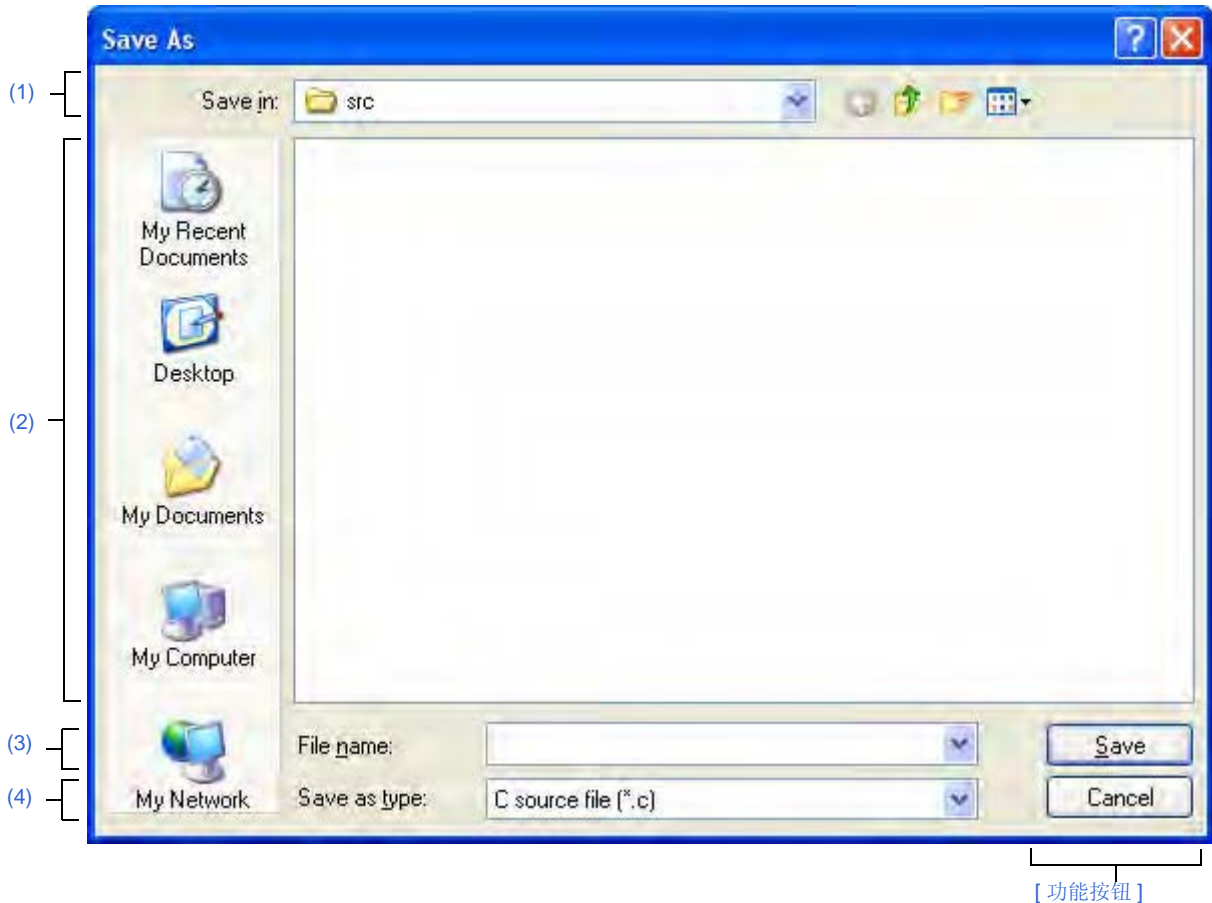 Save As
(1)
Save in:
src
(2)
My Recent
Documents
Desktop
My Documents
My Computer
My Network
(3)
File name:
Save
(4)
Save as type:
C source file (*.c)
Cancel
[ 功能按钮 ]